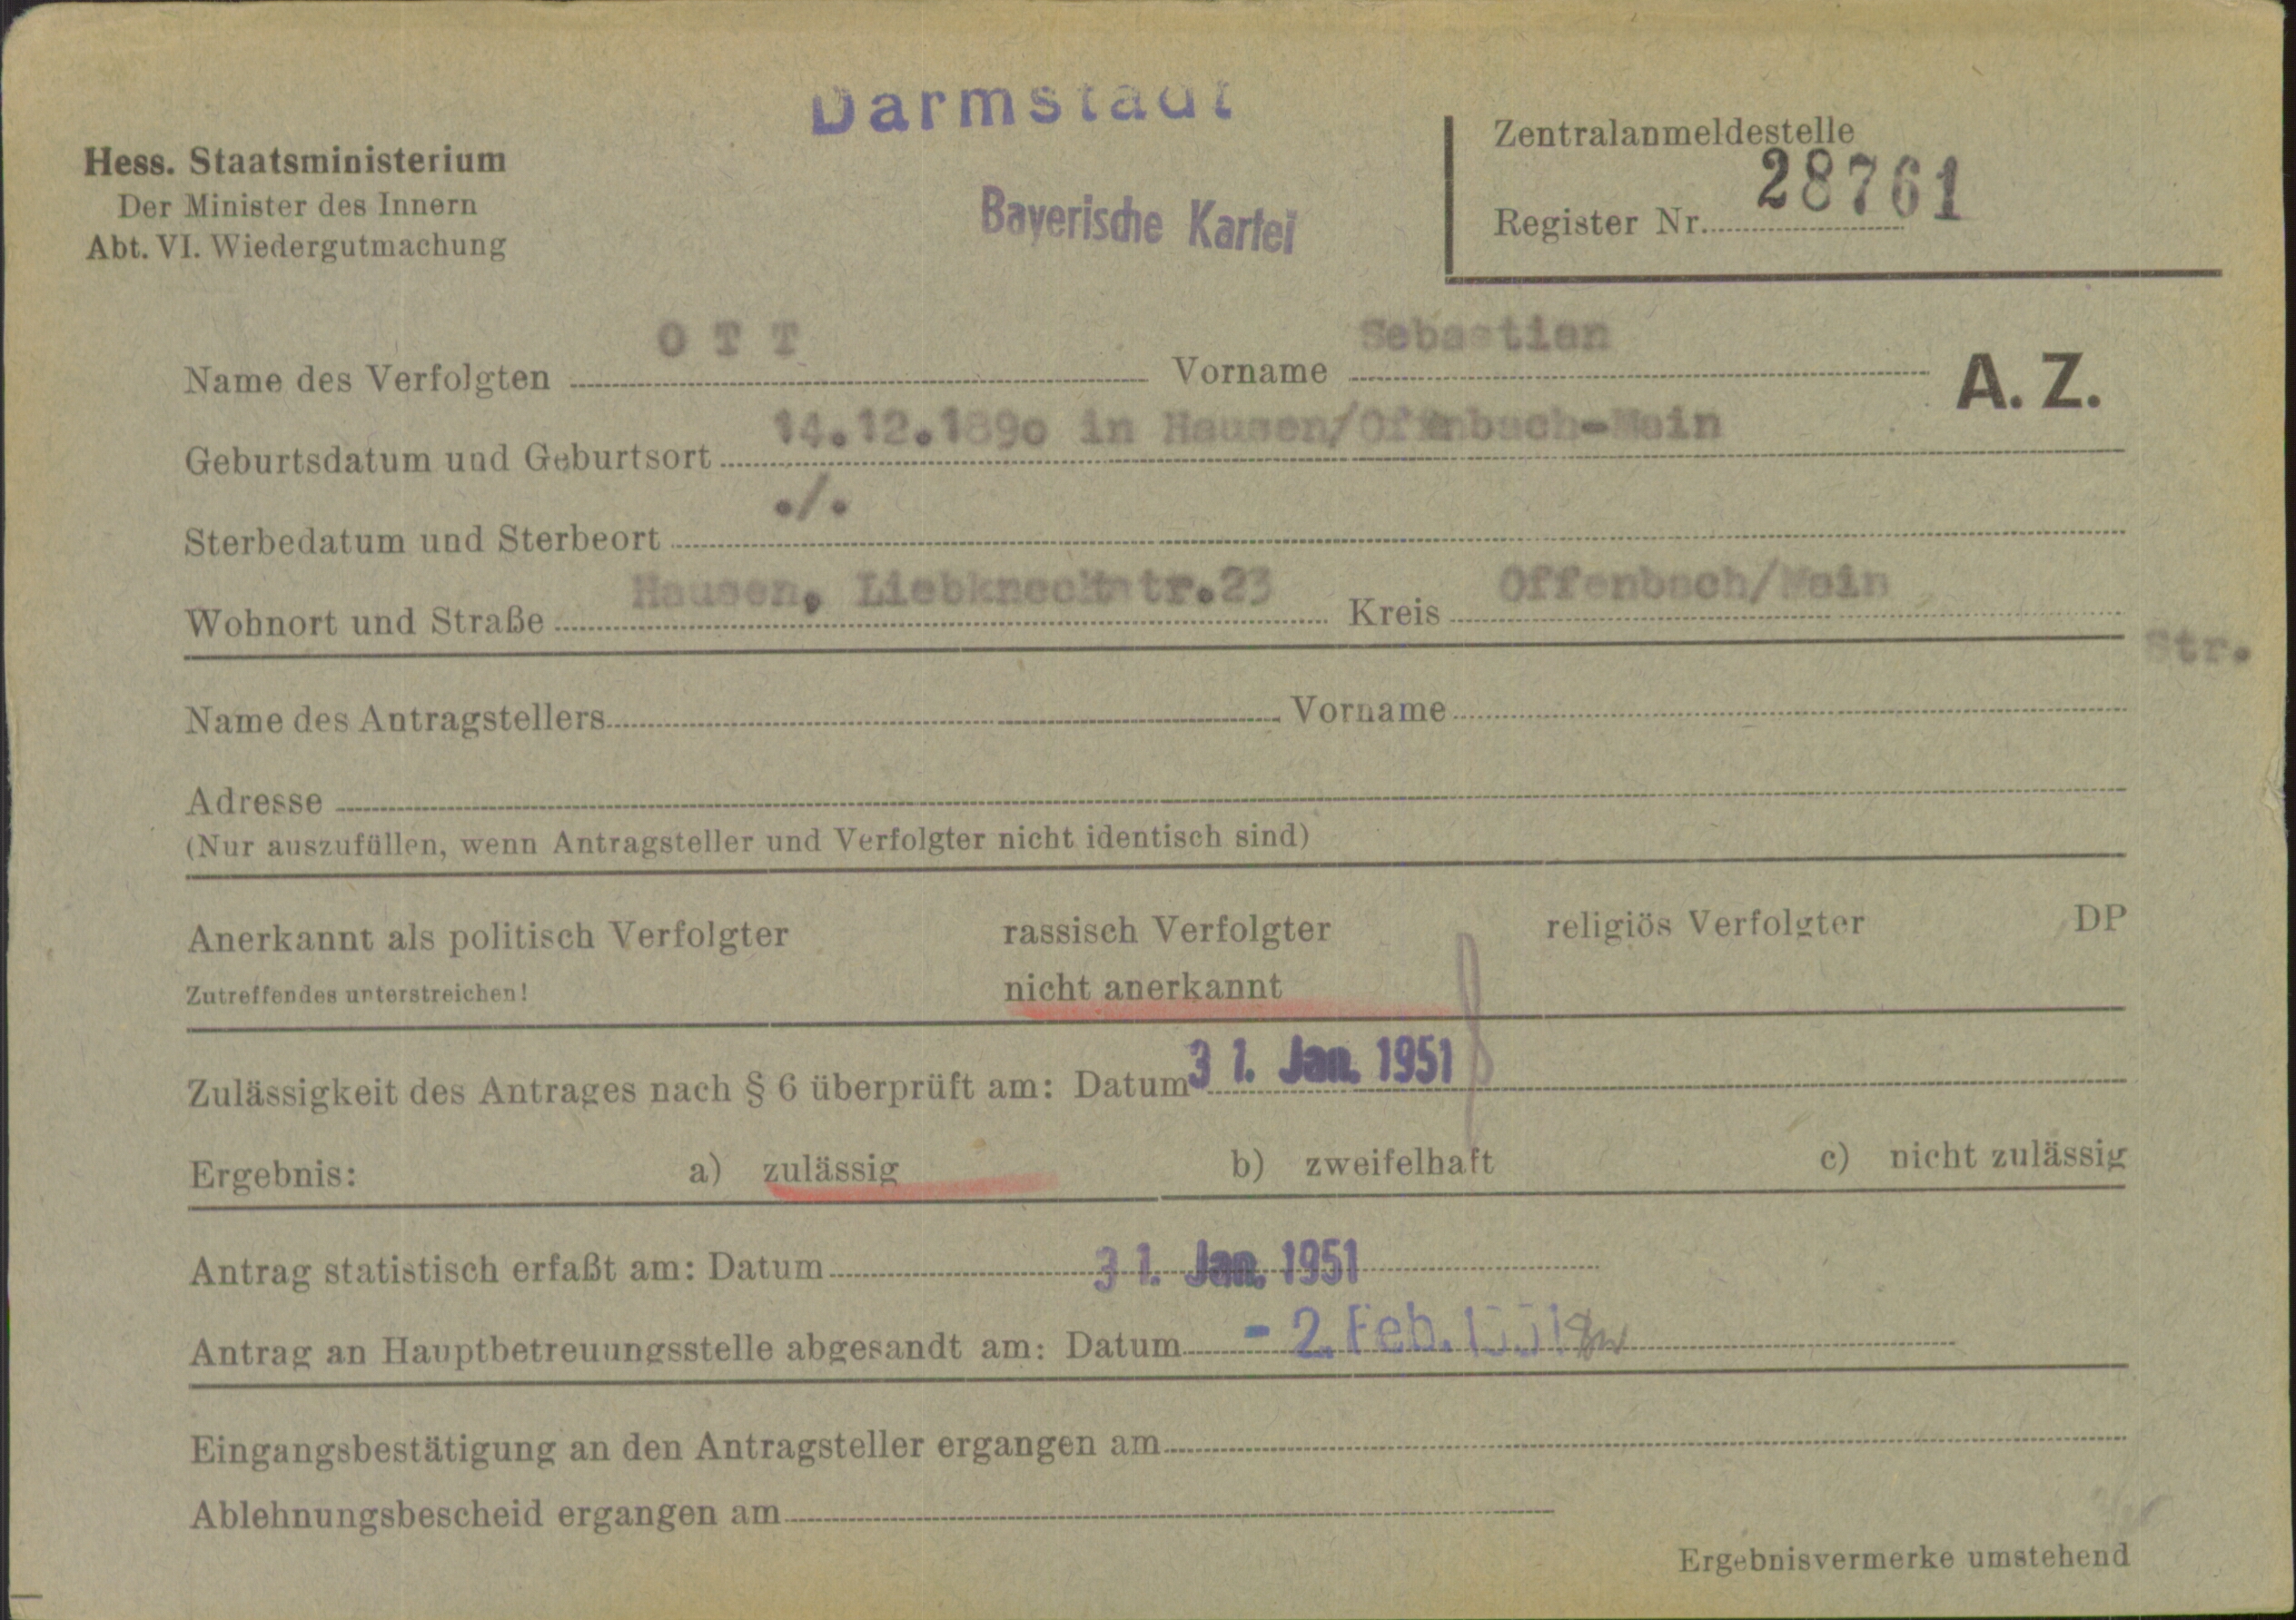 Darmstadt
Hess. Staatsministerium
Der Minister des Innern
Abt. VI. Wiedergutmachung
Bayerische Kartei
Zentralanmeldestelle
Register Nr. 28761
Name des Verfolgten OTT Vorname Sebastian
A. Z.
Geburtsdatum und Geburtsort 14.12.1890 in Hausen/Offenbach-Main
Sterbedatum und Sterbeort ./.
Wohnort und Straße Hausen, Liebknechtstr.23 Kreis Offenbach/Main
Str.
Name des Antragstellers Vorname
Adresse
(Nur auszufüllen, wenn Antragsteller und Verfolgter nicht identisch sind)
Anerkannt als politisch Verfolgter rassisch Verfolgter religiös Verfolgter DP
Zutreffendes unterstreichen! nicht anerkannt
Zulässigkeit des Antrages nach § 6 überprüft am: Datum 31. Jan. 1951
Ergebnis: a) zulässig b) zweifelhaft c) nicht zulässig
Antrag statistisch erfaßt am: Datum 31. Jan. 1951
Antrag an Hauptbetreuungsstelle abgesandt am: Datum - 2. Feb. 1951
Eingangsbestätigung an den Antragsteller ergangen am
Ablehnungsbescheid ergangen am
Ergebnisvermerke umstehend